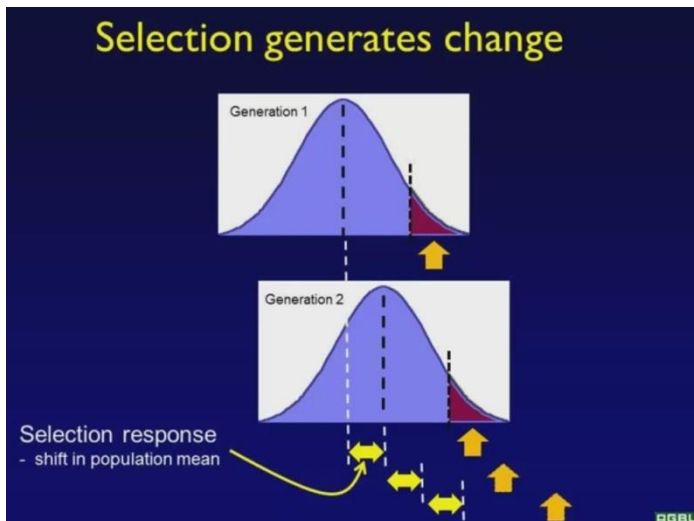 Selection generates change
Generation 1
Generation 2
Selection response
- shift in population mean